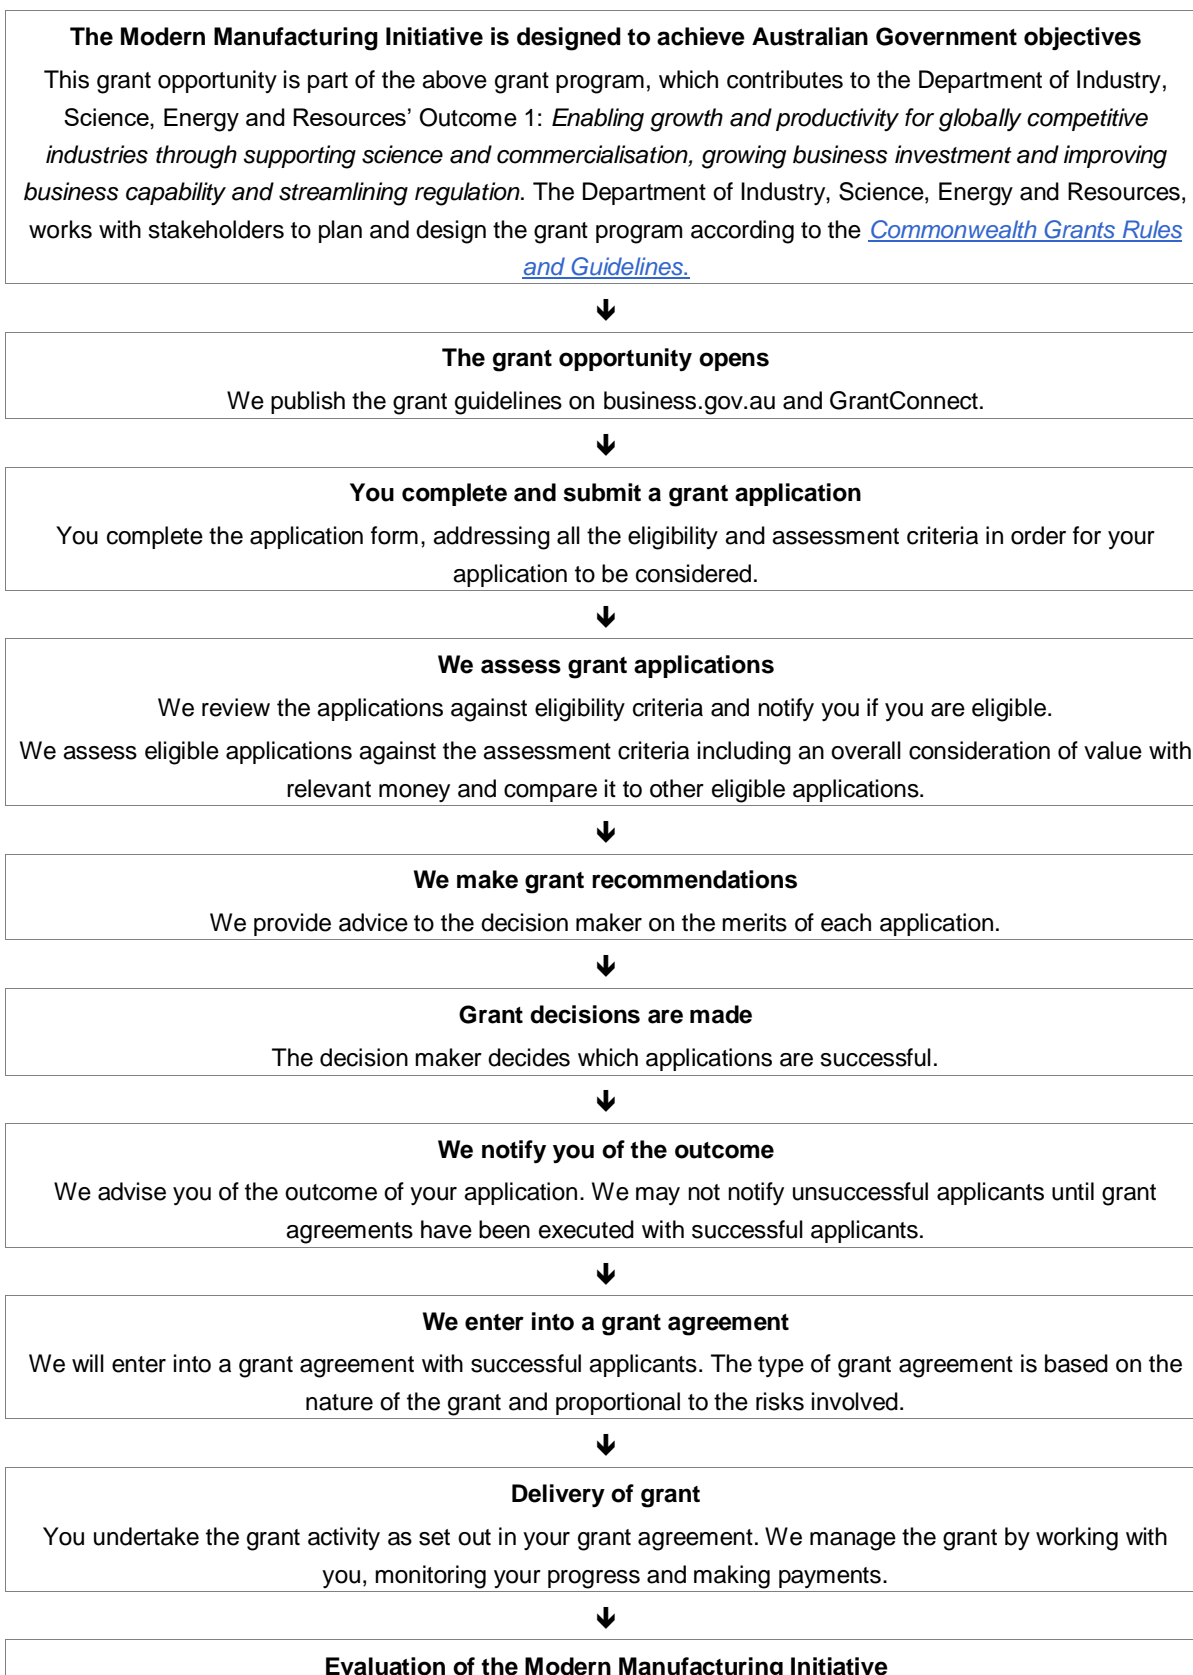 The Modern Manufacturing Initiative is designed to achieve Australian Government objectives
This grant opportunity is part of the above grant program, which contributes to the Department of Industry,
Science, Energy and Resources’ Outcome 1: Enabling growth and productivity for globally competitive
industries through supporting science and commercialisation, growing business investment and improving
business capability and streamlining regulation. The Department of Industry, Science, Energy and Resources,
works with stakeholders to plan and design the grant program according to the Commonwealth Grants Rules
and Guidelines.
The grant opportunity opens
We publish the grant guidelines on business.gov.au and GrantConnect.
You complete and submit a grant application
You complete the application form, addressing all the eligibility and assessment criteria in order for your
application to be considered.
We assess grant applications
We review the applications against eligibility criteria and notify you if you are eligible.
We assess eligible applications against the assessment criteria including an overall consideration of value with
relevant money and compare it to other eligible applications.
We make grant recommendations
We provide advice to the decision maker on the merits of each application.
Grant decisions are made
The decision maker decides which applications are successful.
We notify you of the outcome
We advise you of the outcome of your application. We may not notify unsuccessful applicants until grant
agreements have been executed with successful applicants.
We enter into a grant agreement
We will enter into a grant agreement with successful applicants. The type of grant agreement is based on the
nature of the grant and proportional to the risks involved.
Delivery of grant
You undertake the grant activity as set out in your grant agreement. We manage the grant by working with
you, monitoring your progress and making payments.
Evaluation of the Modern Manufacturing Initiative